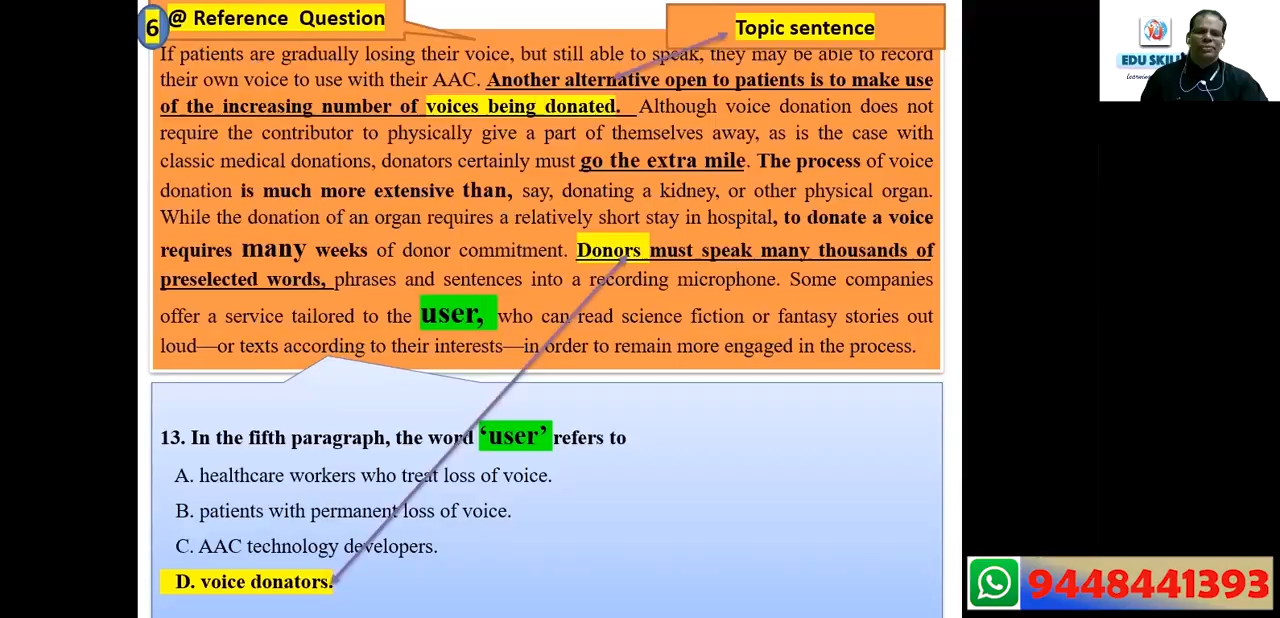 6
@ Reference Question
Topic sentence
If patients are gradually losing their voice, but still able to speak, they may be able to record
their own voice to use with their AAC. Another alternative open to patients is to make use
of the increasing number of voices being donated. Although voice donation does not
require the contributor to physically give a part of themselves away, as is the case with
classic medical donations, donators certainly must go the extra mile. The process of voice
donation is much more extensive than, say, donating a kidney, or other physical organ.
While the donation of an organ requires a relatively short stay in hospital, to donate a voice
requires many weeks of donor commitment. Donors must speak many thousands of
preselected words, phrases and sentences into a recording microphone. Some companies
offer a service tailored to the user, who can read science fiction or fantasy stories out
loud—or texts according to their interests—in order to remain more engaged in the process.
13. In the fifth paragraph, the word ‘user’ refers to
A. healthcare workers who treat loss of voice.
B. patients with permanent loss of voice.
C. AAC technology developers.
D. voice donators.
EDU
9448441393